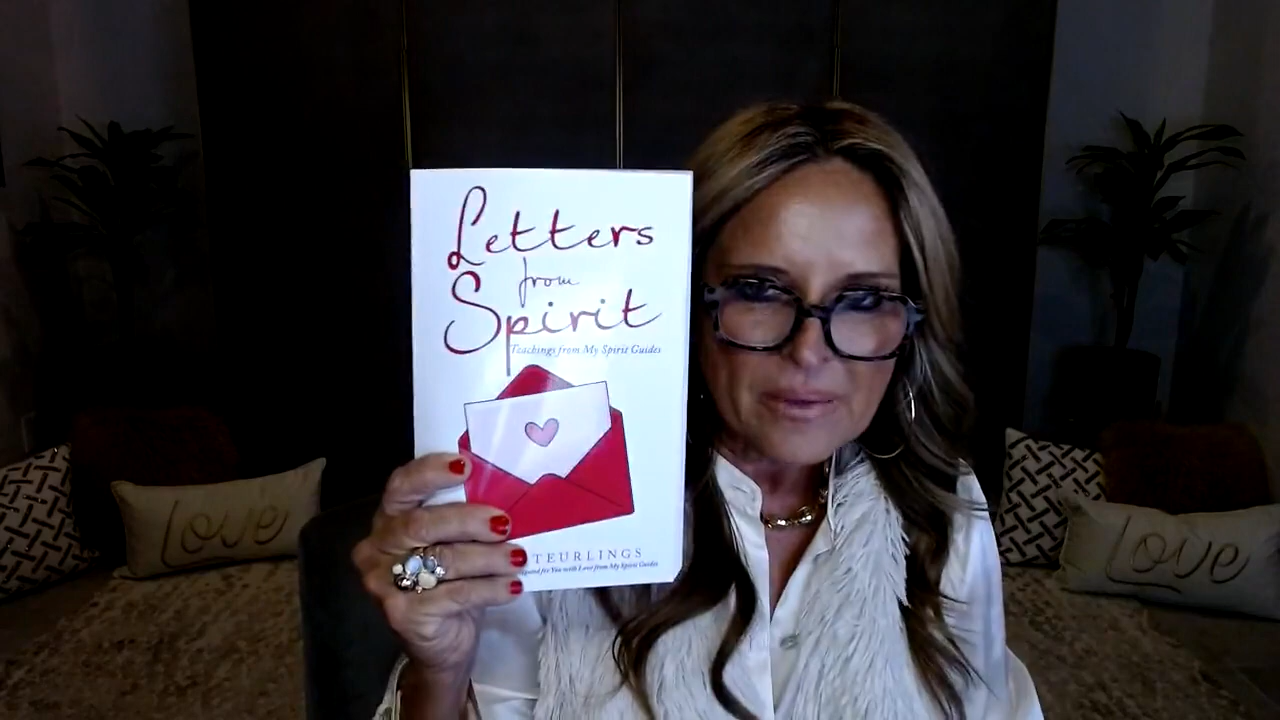 Letters
from
Spirit
Teachings from My Spirit Guides
TEURLINGS
for You with Love from My Spirit Guides
Love
Love